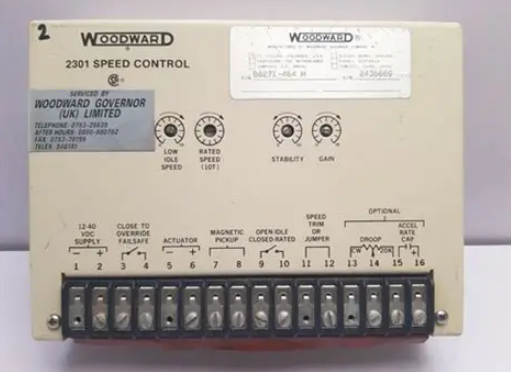 2
WOODWARD
®
2301 SPEED CONTROL
WOODWARD®
SERVICED BY
WOODWARD GOVERNOR
(UK) LIMITED
LOW
IDLE
SPEED
RATED
SPEED
(10T)
STABILITY
GAIN
12-40
VDC
SUPPLY
CLOSE TO
OVERRIDE
FAILSAFE
ACTUATOR
MAGNETIC
PICKUP
OPEN-IDLE
CLOSED-RATED
SPEED
TRIM
OR
JUMPER
OPTIONAL
DROOP
CW 20K
ACCEL
RATE
CAP
- + - + +
1 2 3 4 5 6 7 8 9 10 11 12 13 14 15 16